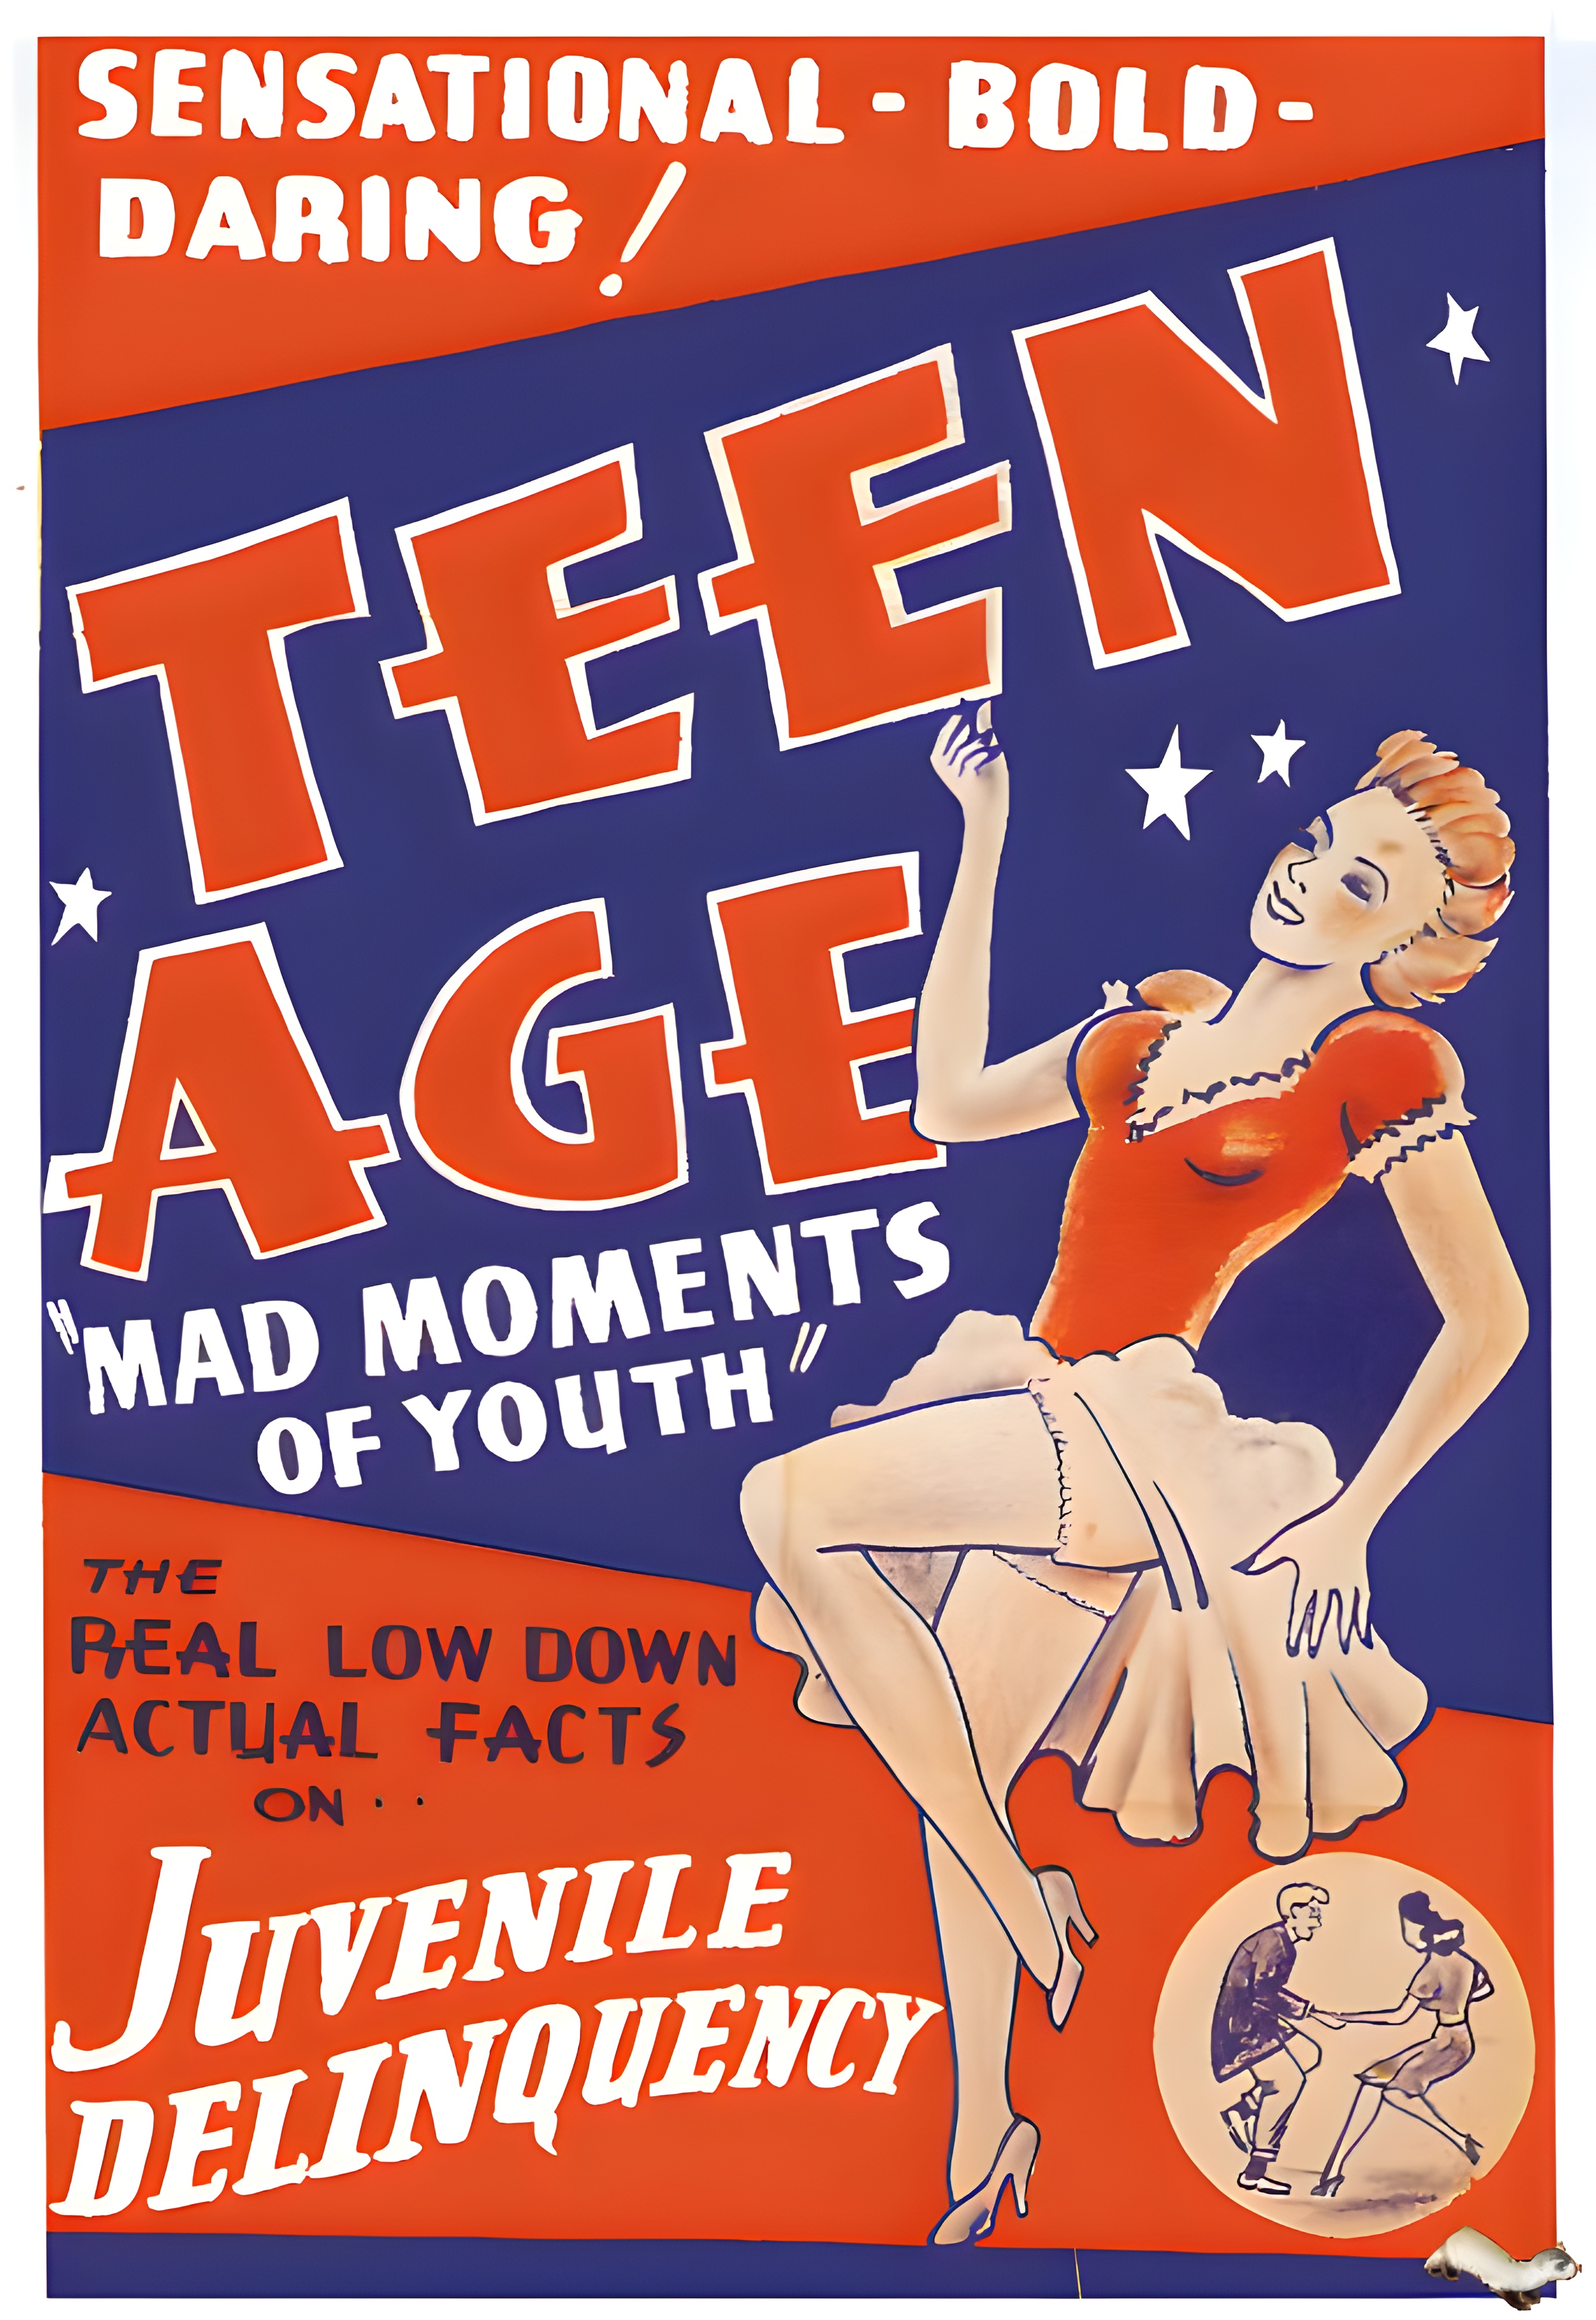 SENSATIONAL - BOLD -
DARING!
TEEN
AGE
"MAD MOMENTS
OF YOUTH"
THE
REAL LOW DOWN
ACTUAL FACTS
ON..
JUVENILE
DELINQUENCY